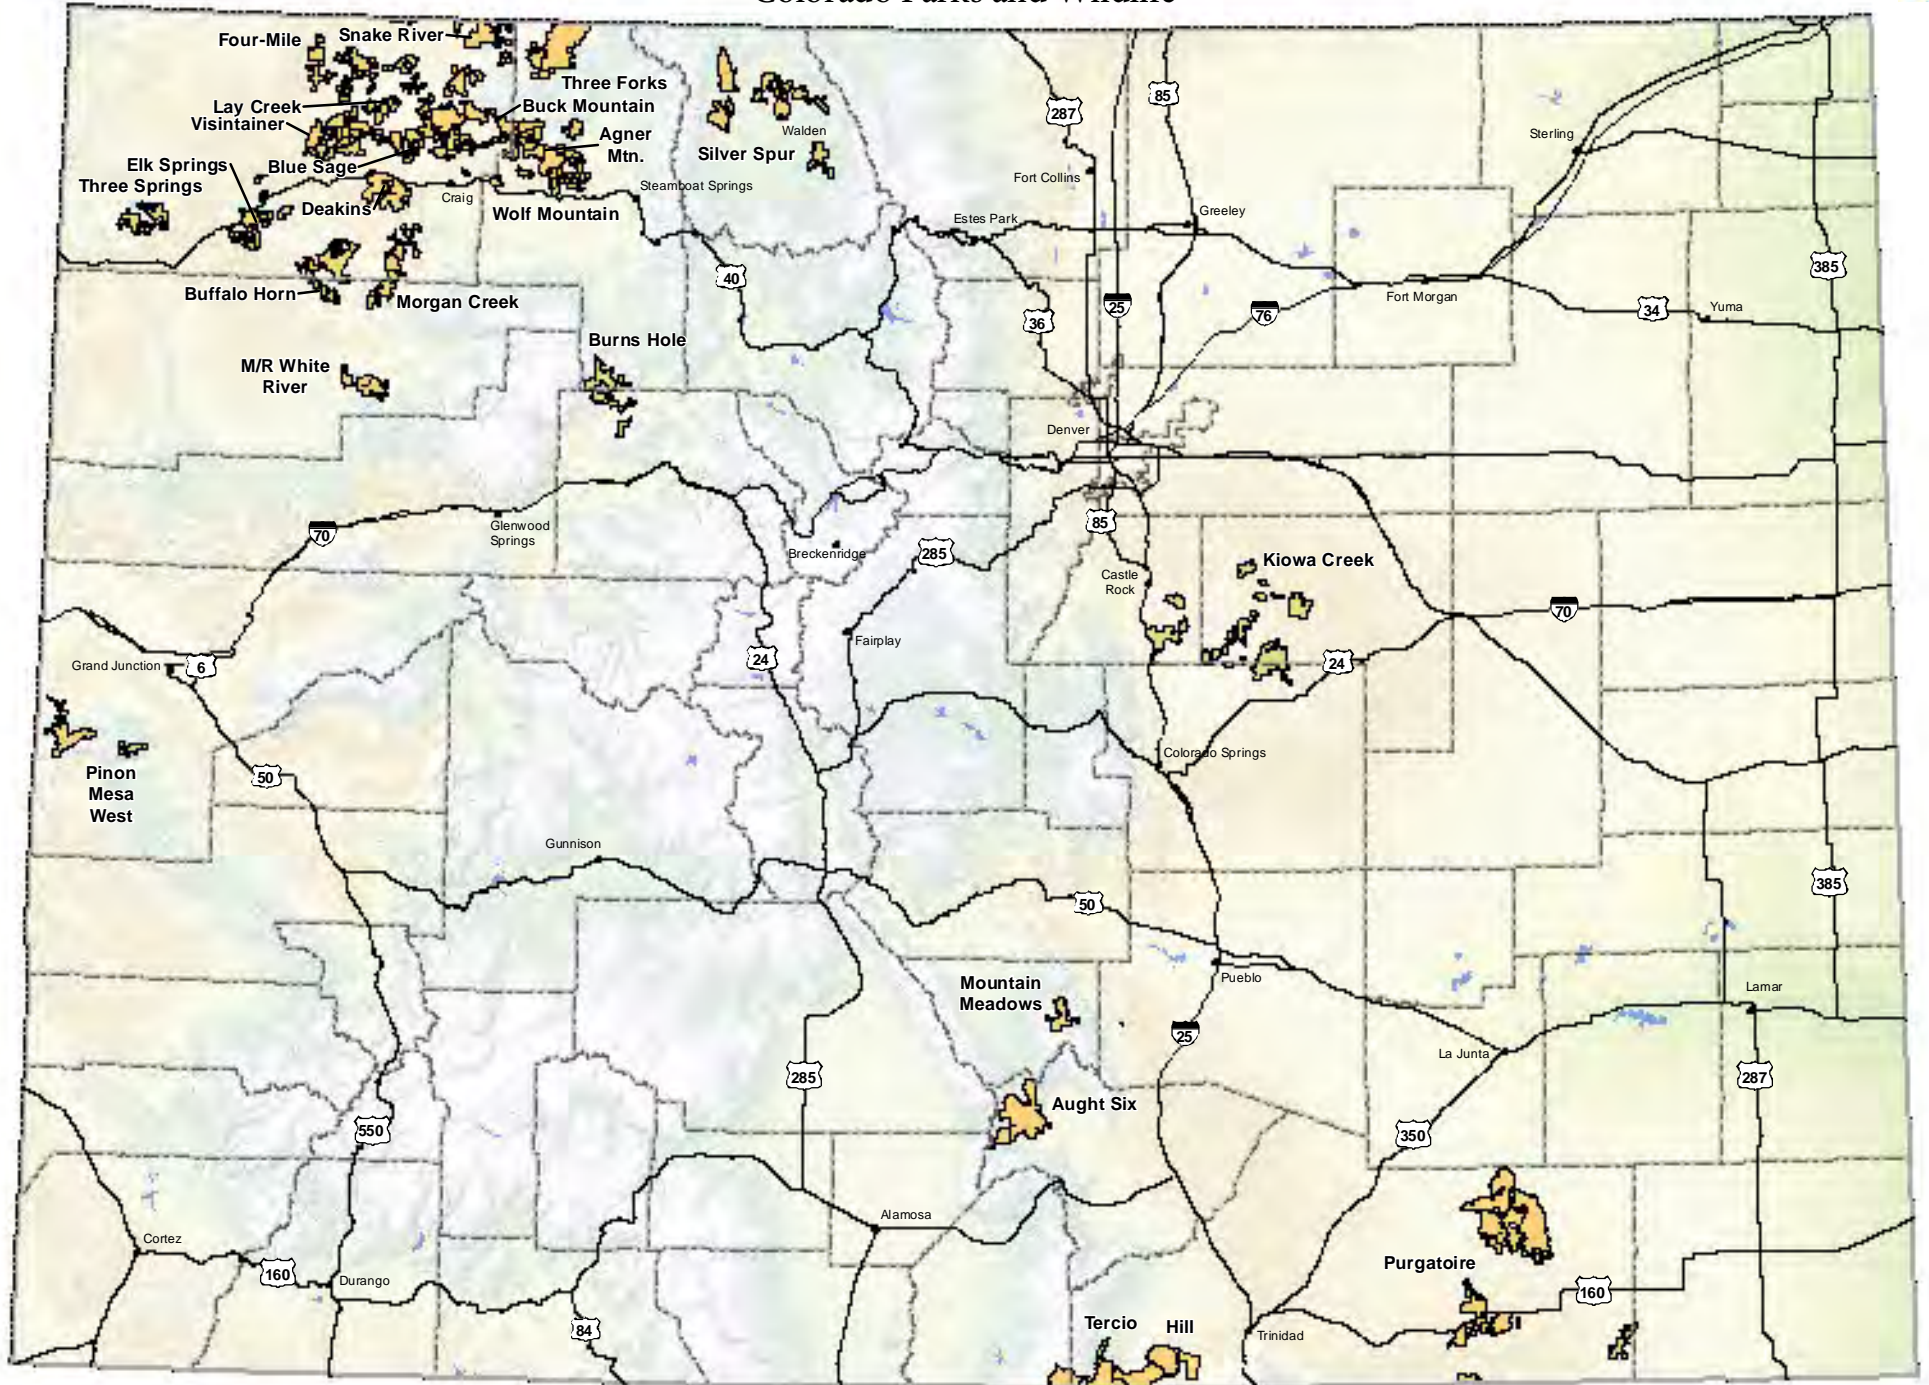 Colorado Parks and Wildlife
Four-Mile
Snake River
Three Forks
Lay Creek
Buck Mountain
Visintainer
Agner
Mtn.
Elk Springs
Blue Sage
Three Springs
Deakins
Craig
Wolf Mountain
Steamboat Springs
Walden
Silver Spur
287
85
Fort Collins
Sterling
Estes Park
Greeley
Buffalo Horn
Morgan Creek
40
385
36
25
76
Fort Morgan
34
Yuma
Burns Hole
M/R White
River
Denver
70
Glenwood
Springs
Breckenridge
285
85
Kiowa Creek
Castle
Rock
70
Grand Junction
6
24
Fairplay
24
Pinon
Mesa
West
50
Colorado Springs
Gunnison
50
385
Mountain
Meadows
Pueblo
Lamar
25
La Junta
285
Aught Six
287
550
350
Cortez
Alamosa
160
Durango
Purgatoire
160
84
Tercio
Hill
Trinidad